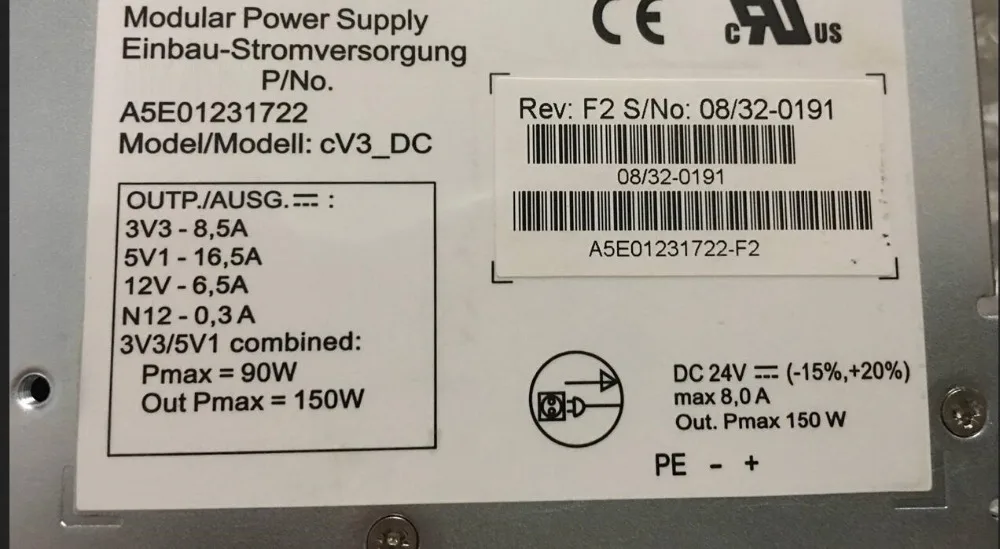 Modular Power Supply
Einbau-Stromversorgung
P/No.
A5E01231722
Model/Modell: cV3_DC
OUTP./AUSG. ⎓ :
3V3 - 8,5A
5V1 - 16,5A
12V - 6,5A
N12 - 0,3 A
3V3/5V1 combined:
Pmax = 90W
Out Pmax = 150W
CE c RU US
Rev: F2 S/No: 08/32-0191
08/32-0191
A5E01231722-F2
DC 24V ⎓ (-15%,+20%)
max 8,0 A
Out. Pmax 150 W
PE - +